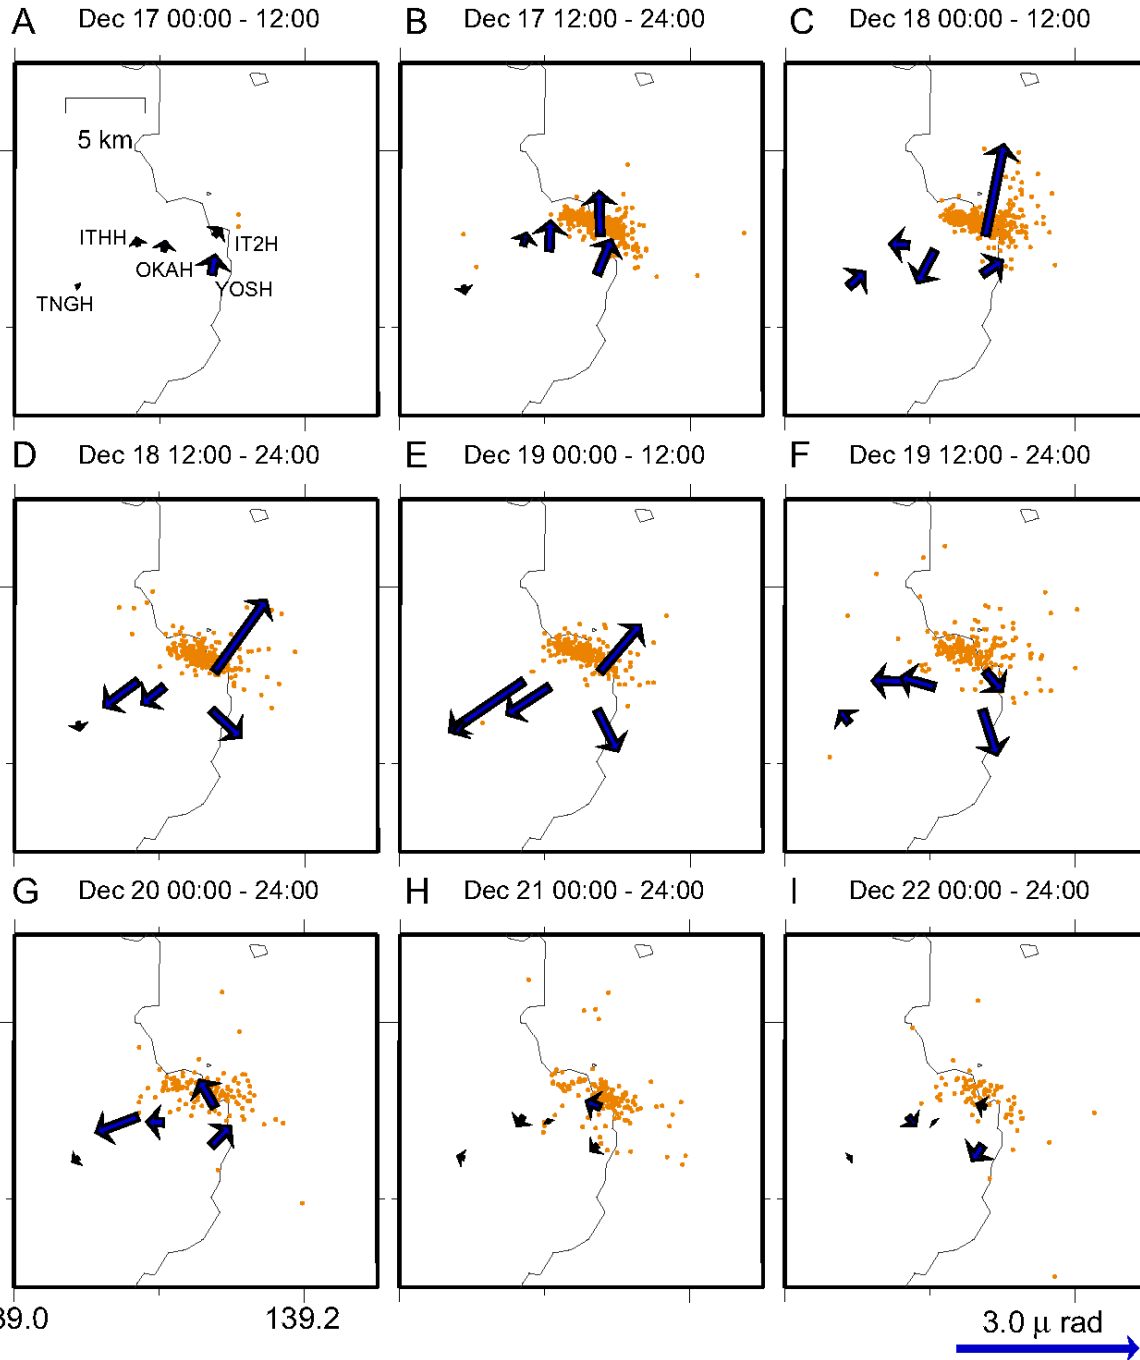 A Dec 17 00:00 - 12:00
B Dec 17 12:00 - 24:00
C Dec 18 00:00 - 12:00
5 km
ITHH
IT2H
OKAH
YOSH
TNGH
D Dec 18 12:00 - 24:00
E Dec 19 00:00 - 12:00
F Dec 19 12:00 - 24:00
G Dec 20 00:00 - 24:00
H Dec 21 00:00 - 24:00
I Dec 22 00:00 - 24:00
39.0 139.2
3.0 μ rad